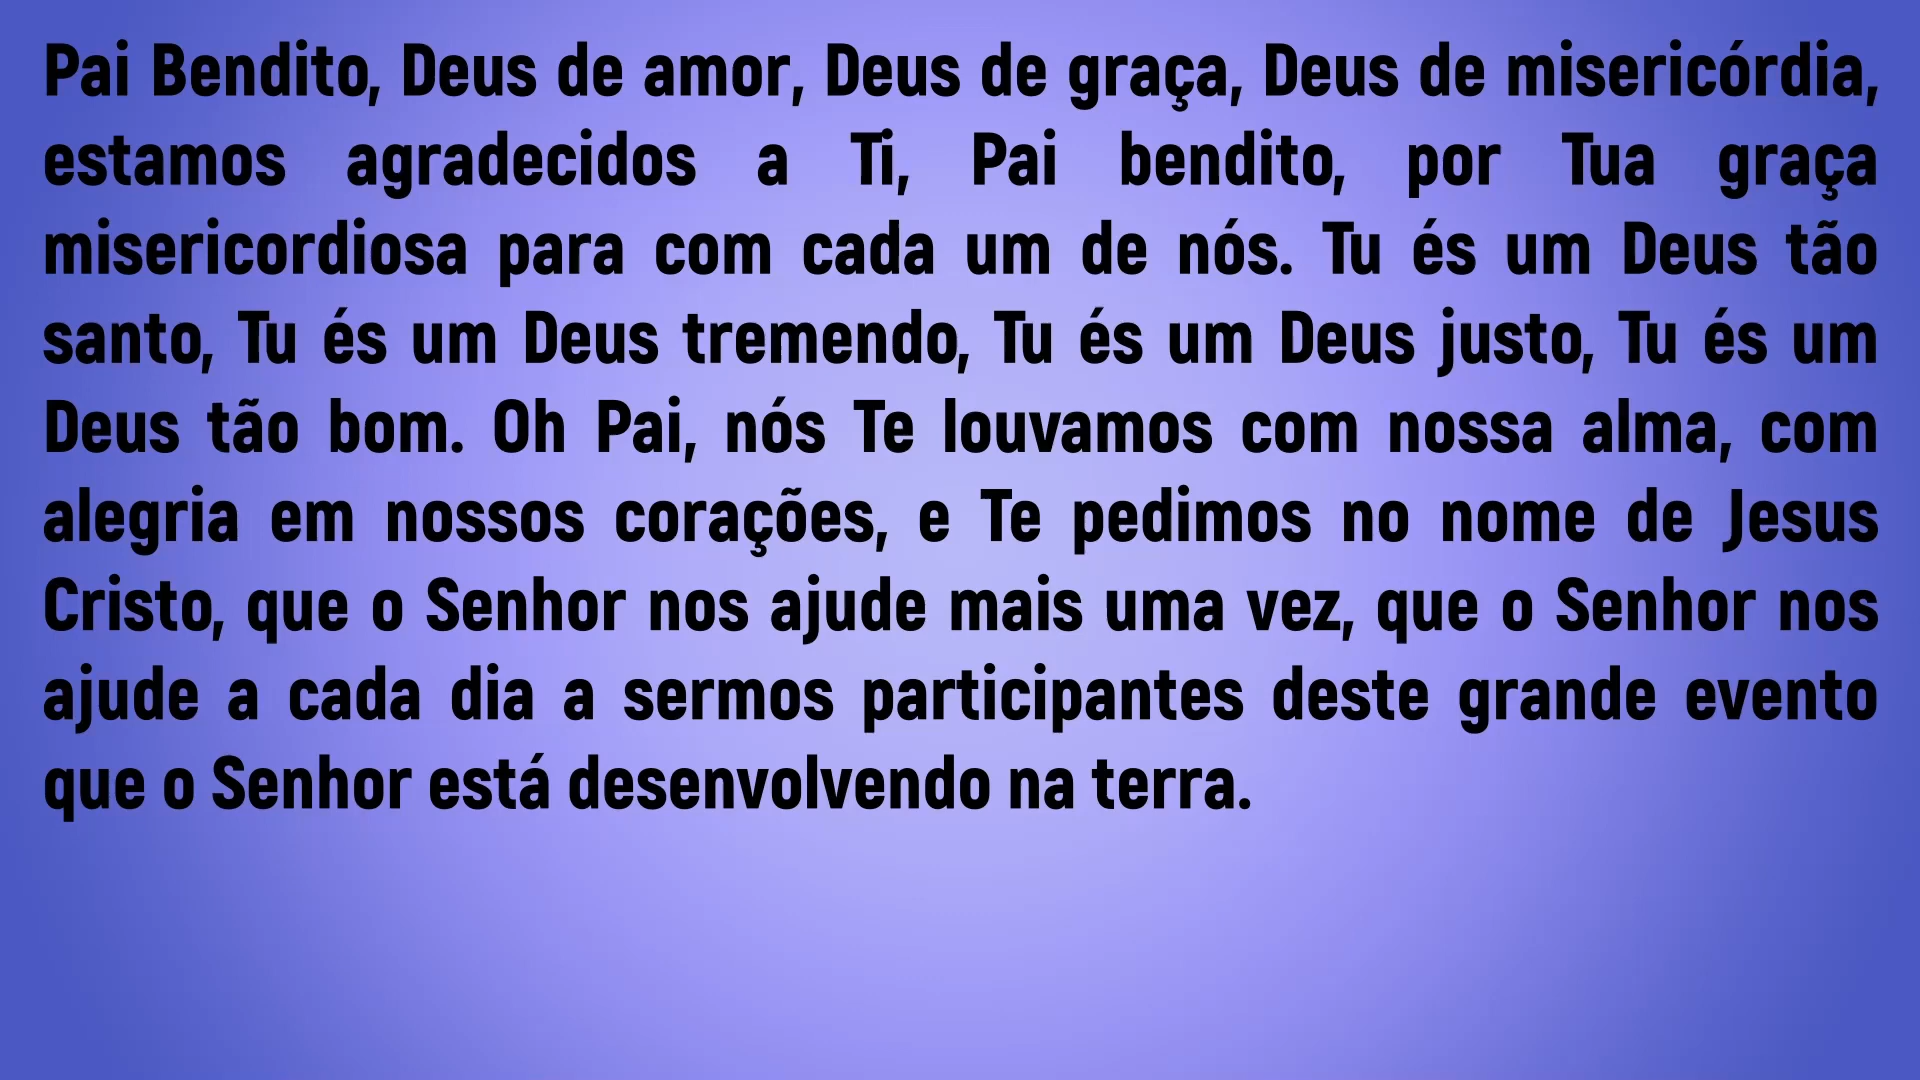 Pai Bendito, Deus de amor, Deus de graça, Deus de misericórdia,
estamos agradecidos a Ti, Pai bendito, por Tua graça
misericordiosa para com cada um de nós. Tu és um Deus tão
santo, Tu és um Deus tremendo, Tu és um Deus justo, Tu és um
Deus tão bom. Oh Pai, nós Te louvamos com nossa alma, com
alegria em nossos corações, e Te pedimos no nome de Jesus
Cristo, que o Senhor nos ajude mais uma vez, que o Senhor nos
ajude a cada dia a sermos participantes deste grande evento
que o Senhor está desenvolvendo na terra.